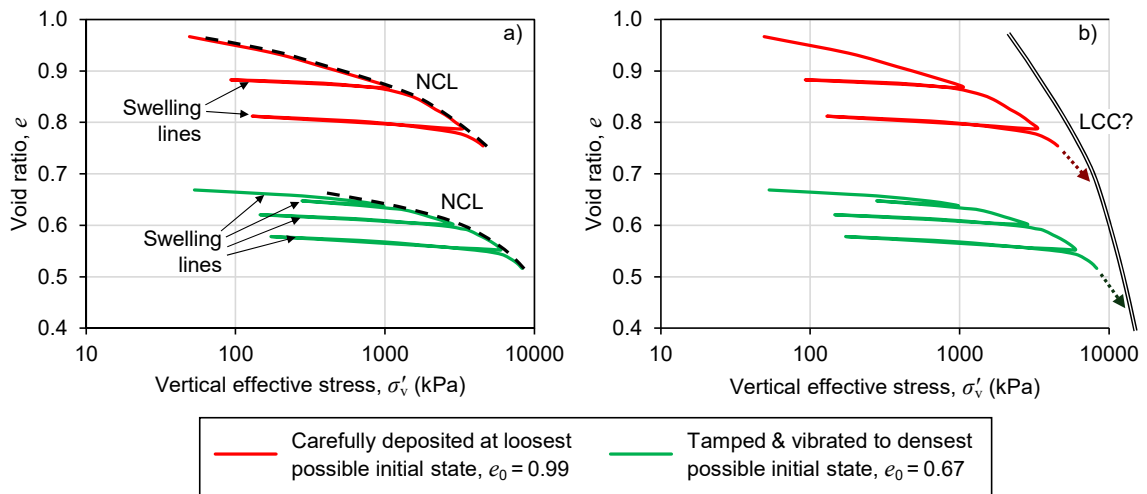 a)
1.0
0.9
0.8
0.7
0.6
0.5
0.4
Void ratio, e
NCL
Swelling
lines
NCL
Swelling
lines
10
100
1000
10000
Vertical effective stress, σ′v (kPa)
b)
1.0
0.9
0.8
0.7
0.6
0.5
0.4
Void ratio, e
LCC?
10
100
1000
10000
Vertical effective stress, σ′v (kPa)
Carefully deposited at loosest
possible initial state, e0 = 0.99
Tamped & vibrated to densest
possible initial state, e0 = 0.67